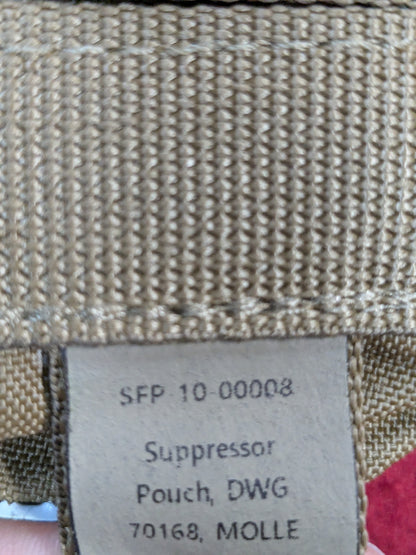 SFP 10-00008
Suppressor
Pouch, DWG
70168, MOLLE